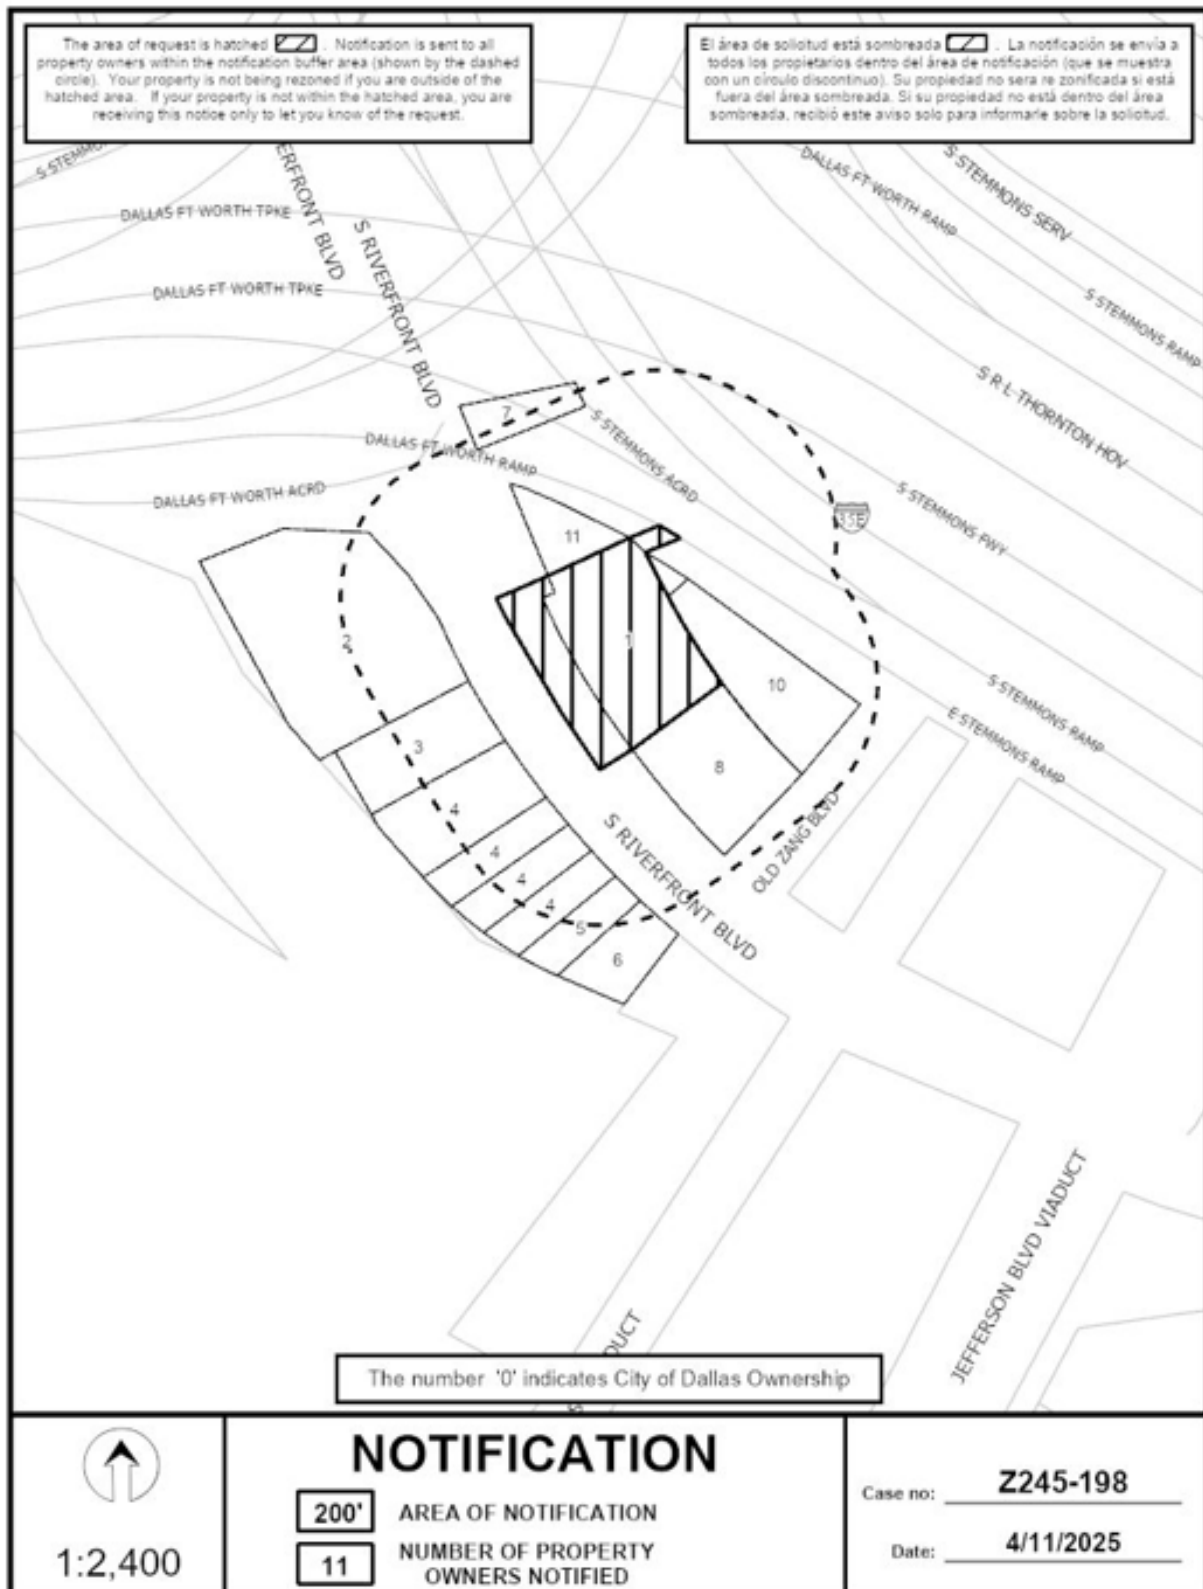 The area of request is hatched . Notification is sent to all
property owners within the notification buffer area (shown by the dashed
circle). Your property is not being rezoned if you are outside of the
hatched area. If your property is not within the hatched area, you are
receiving this notice only to let you know of the request.
El área de solicitud está sombreada . La notificación se envía a
todos los propietarios dentro del área de notificación (que se muestra
con un círculo discontinuo). Su propiedad no sera re zonificada si está
fuera del área sombreada. Si su propiedad no está dentro del área
sombreada, recibió este aviso solo para informarle sobre la solicitud.
S STEMMO
ERFRONT BLVD
S RIVERFRONT BLVD
DALLAS FT WORTH TPKE
DALLAS FT WORTH TPKE
DALLAS FT WORTH RAMP
S STEMMONS SERV
S STEMMONS RAMP
S R L THORNTON HOV
7
DALLAS FT WORTH RAMP
S STEMMONS ACRD
DALLAS FT WORTH ACRD
S STEMMONS FWY
35E
11
1
2
10
S STEMMONS RAMP
E STEMMONS RAMP
3
8
4
S RIVERFRONT BLVD
OLD ZANG BLVD
4
4
4
5
6
JEFFERSON BLVD VIADUCT
DUCT
S
The number '0' indicates City of Dallas Ownership
1:2,400
NOTIFICATION
200' AREA OF NOTIFICATION
11 NUMBER OF PROPERTY
OWNERS NOTIFIED
Case no: Z245-198
Date: 4/11/2025